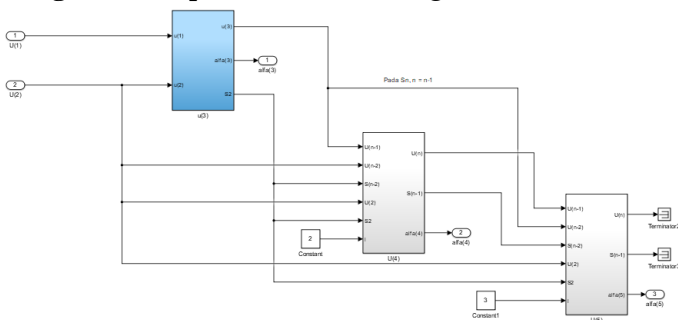 1
U(1)
2
U(2)
u(1)
u(2)
u(3)
alfa(3)
S2
u(3)
1
alfa(3)
Pada Sn, n = n-1
U(n-1)
U(n-2)
S(n-2)
U(2)
S2
i
U(n)
S(n-1)
alfa(4)
U(4)
2
Constant
2
alfa(4)
U(n-1)
U(n-2)
S(n-2)
U(2)
S2
i
U(n)
S(n-1)
alfa(5)
3
Constant1
3
alfa(5)